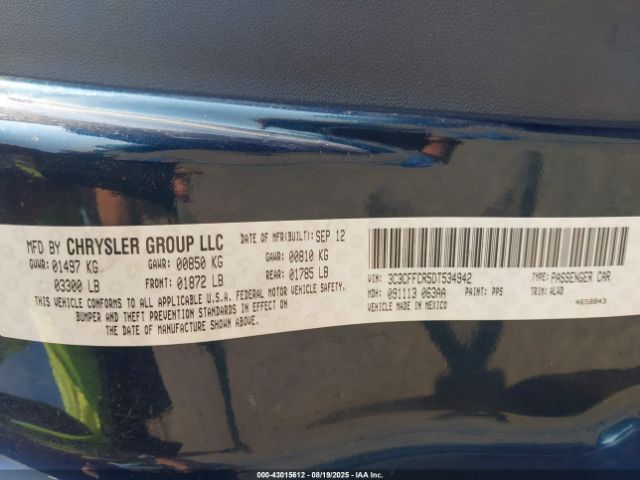 MFD BY CHRYSLER GROUP LLC DATE OF MFR(BUILT): SEP 12
GVWR: 01497 KG GAWR: 00850 KG GAWR: 00810 KG
03300 LB FRONT: 01872 LB REAR: 01785 LB
THIS VEHICLE CONFORMS TO ALL APPLICABLE U.S.A. FEDERAL MOTOR VEHICLE SAFETY,
BUMPER AND THEFT PREVENTION STANDARDS IN EFFECT ON
THE DATE OF MANUFACTURE SHOWN ABOVE.
VIN: 3C3CFFCR5DT534942 TYPE: PASSENGER CAR
MDH: 091113 063AA PAINT: PPS TRIM: ALWD
VEHICLE MADE IN MEXICO 4658843
© -43015612 - 08/19/2025 - IAA Inc.